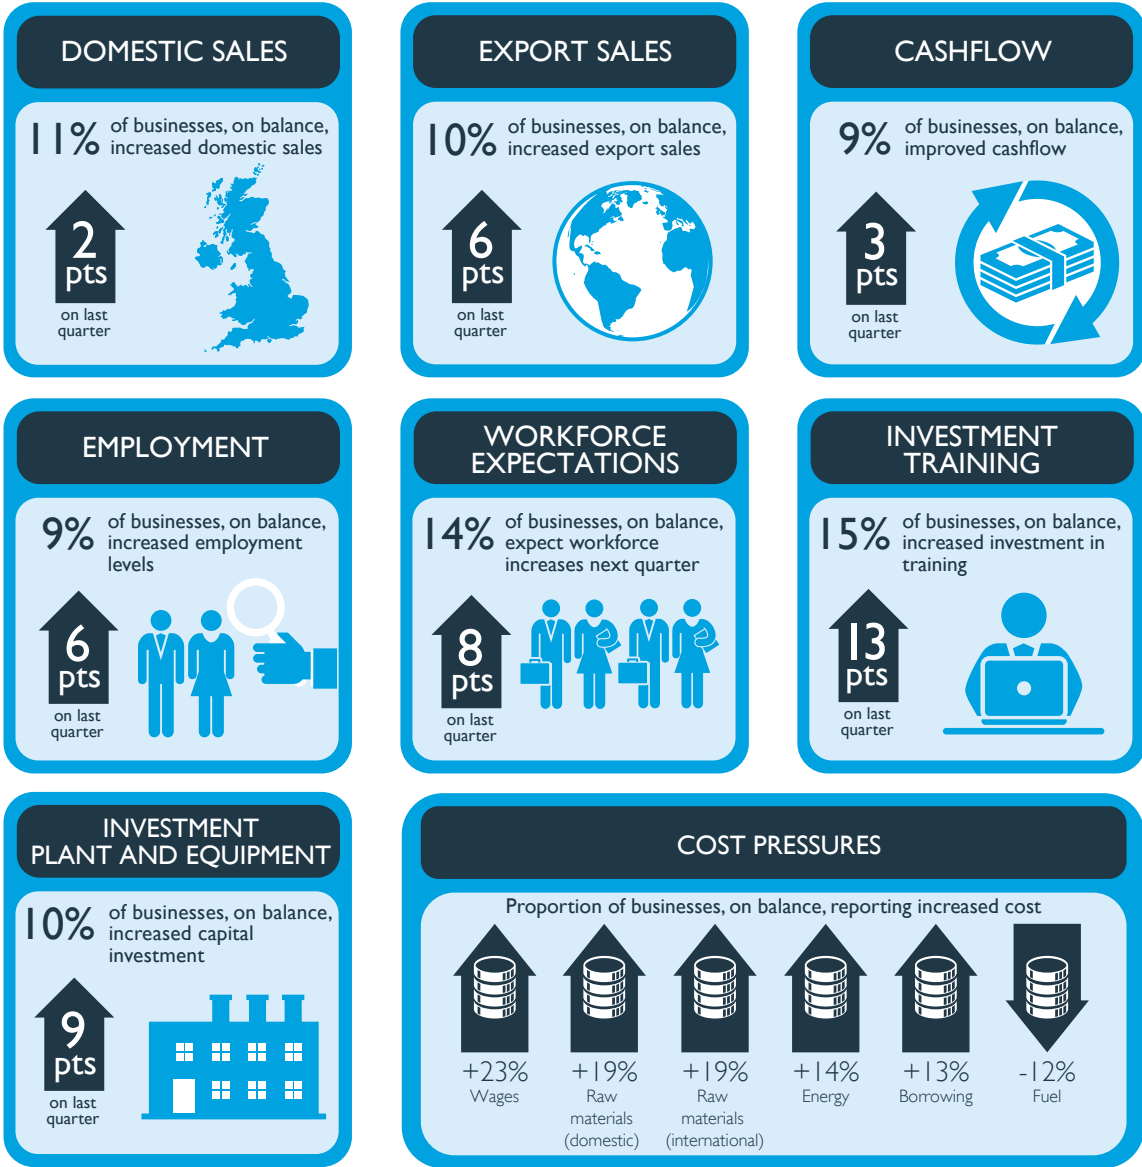 DOMESTIC SALES
11% of businesses, on balance,
increased domestic sales
2
pts
on last
quarter
EXPORT SALES
10% of businesses, on balance,
increased export sales
6
pts
on last
quarter
CASHFLOW
9% of businesses, on balance,
improved cashflow
3
pts
on last
quarter
EMPLOYMENT
9% of businesses, on balance,
increased employment
levels
6
pts
on last
quarter
WORKFORCE
EXPECTATIONS
14% of businesses, on balance,
expect workforce
increases next quarter
8
pts
on last
quarter
INVESTMENT
TRAINING
15% of businesses, on balance,
increased investment in
training
13
pts
on last
quarter
INVESTMENT
PLANT AND EQUIPMENT
10% of businesses, on balance,
increased capital
investment
9
pts
on last
quarter
COST PRESSURES
Proportion of businesses, on balance, reporting increased cost
+23%
Wages
+19%
Raw
materials
(domestic)
+19%
Raw
materials
(international)
+14%
Energy
+13%
Borrowing
-12%
Fuel